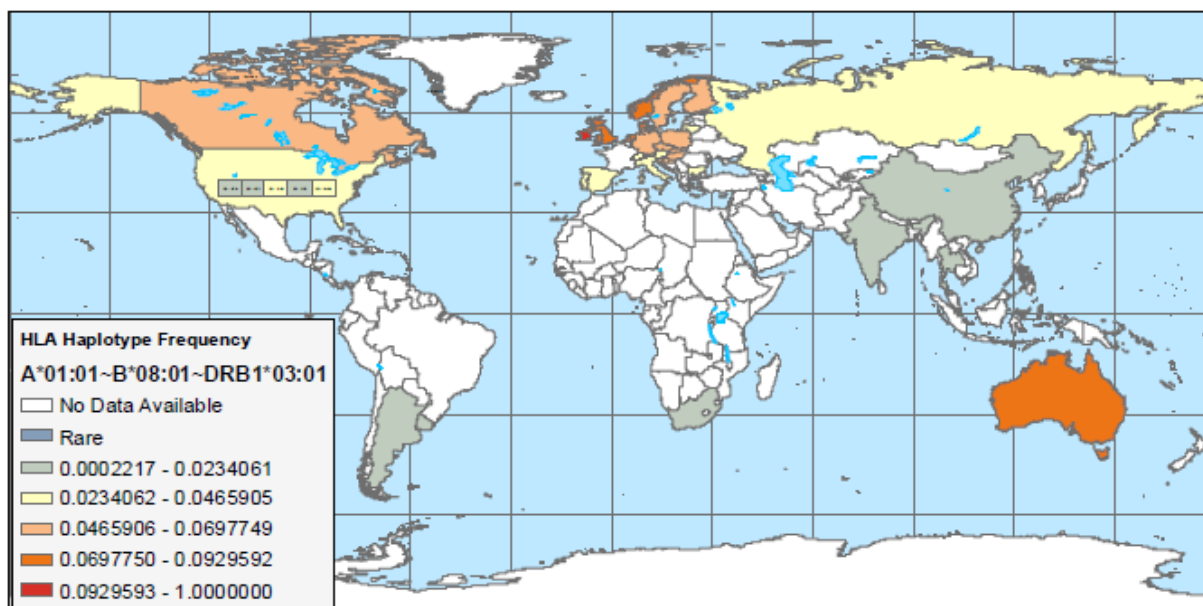 HLA Haplotype Frequency
A*01:01~B*08:01~DRB1*03:01
No Data Available
Rare
0.0002217 - 0.0234061
0.0234062 - 0.0465905
0.0465906 - 0.0697749
0.0697750 - 0.0929592
0.0929593 - 1.0000000